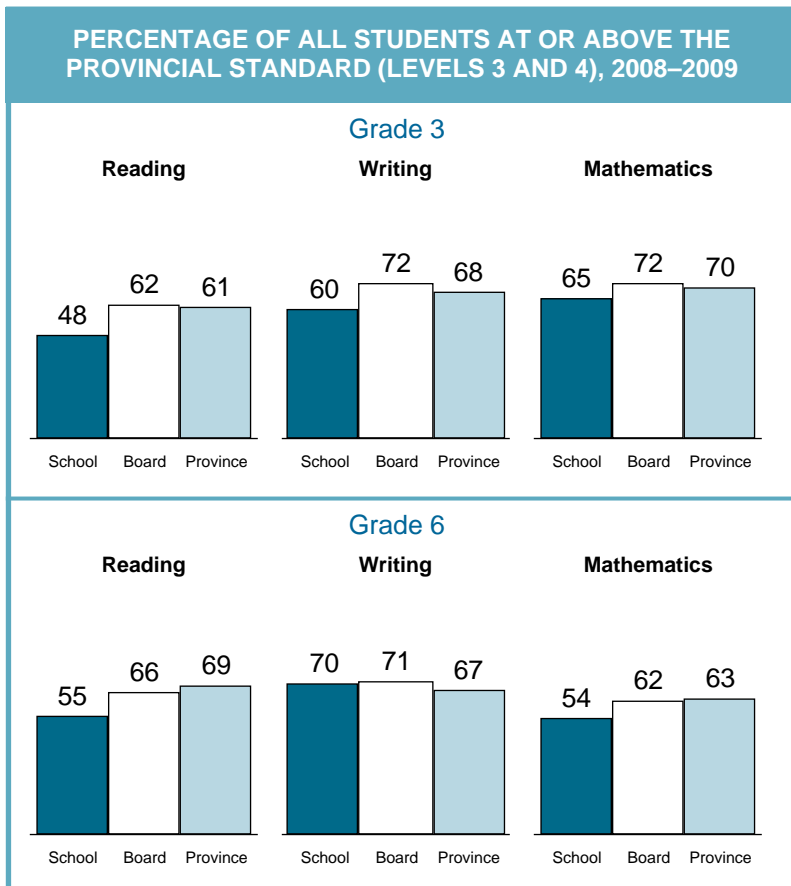 PERCENTAGE OF ALL STUDENTS AT OR ABOVE THE
PROVINCIAL STANDARD (LEVELS 3 AND 4), 2008–2009
Grade 3
Reading Writing Mathematics
48 62 61 60 72 68 65 72 70
School Board Province School Board Province School Board Province
Grade 6
Reading Writing Mathematics
55 66 69 70 71 67 54 62 63
School Board Province School Board Province School Board Province